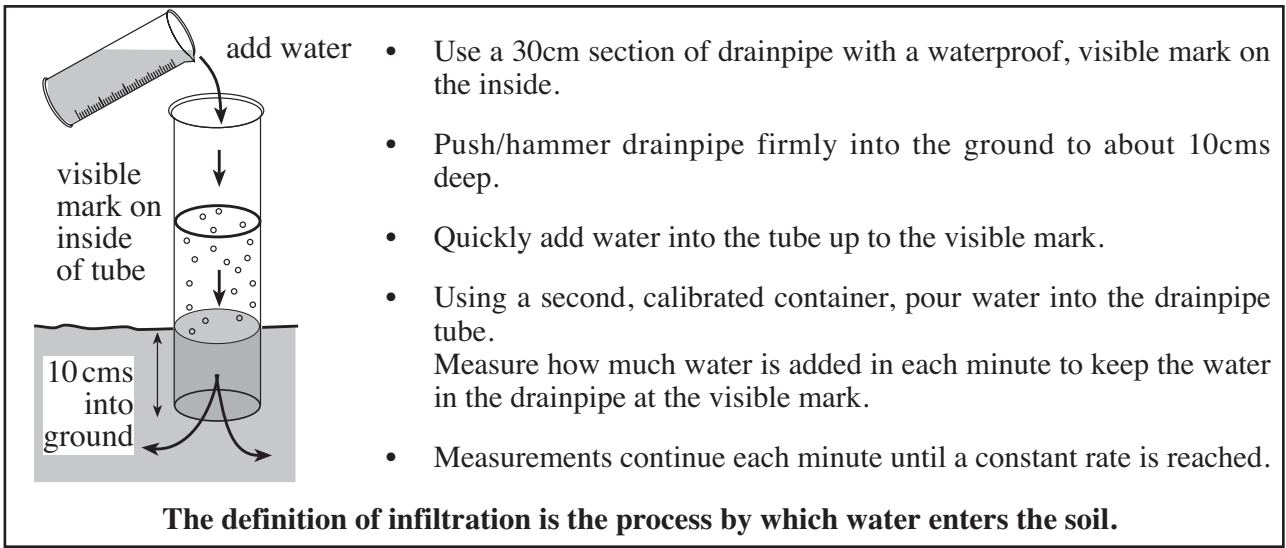 add water
visible
mark on
inside
of tube
10 cms
into
ground
• Use a 30cm section of drainpipe with a waterproof, visible mark on
the inside.
• Push/hammer drainpipe firmly into the ground to about 10cms
deep.
• Quickly add water into the tube up to the visible mark.
• Using a second, calibrated container, pour water into the drainpipe
tube.
Measure how much water is added in each minute to keep the water
in the drainpipe at the visible mark.
• Measurements continue each minute until a constant rate is reached.
The definition of infiltration is the process by which water enters the soil.